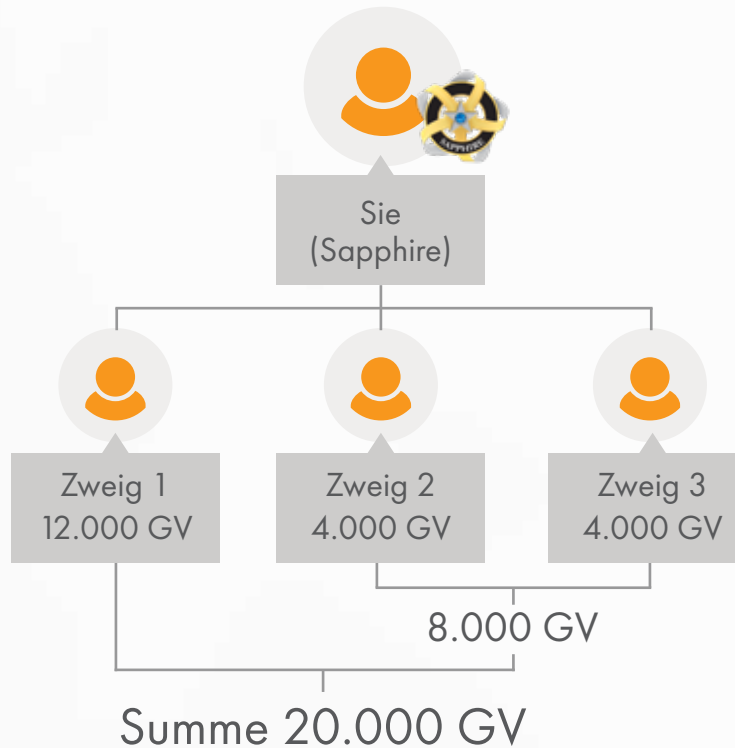 SAPPHIRE
Sie
(Sapphire)
Zweig 1
12.000 GV
Zweig 2
4.000 GV
Zweig 3
4.000 GV
8.000 GV
Summe 20.000 GV